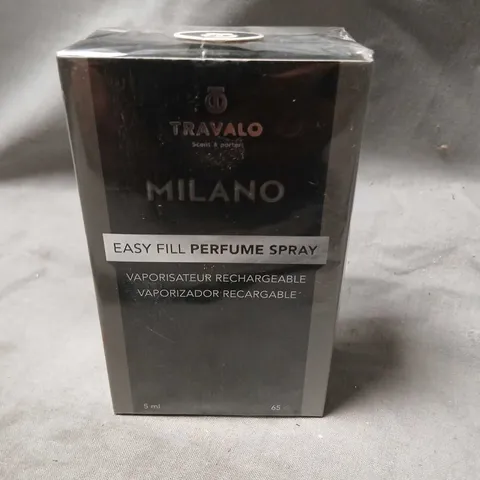 TRAVALO
Scent à porter
MILANO
EASY FILL PERFUME SPRAY
VAPORISATEUR RECHARGEABLE
VAPORIZADOR RECARGABLE
5 ml 65